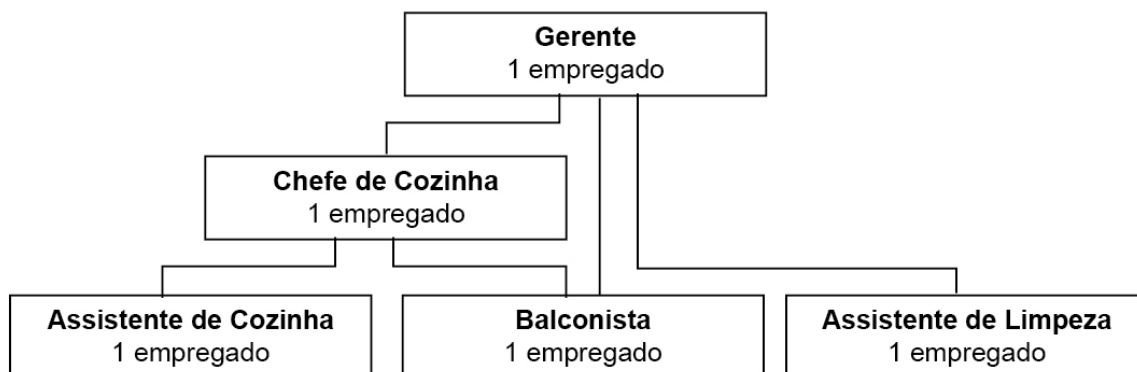 Gerente
1 empregado
Chefe de Cozinha
1 empregado
Assistente de Cozinha
1 empregado
Balconista
1 empregado
Assistente de Limpeza
1 empregado